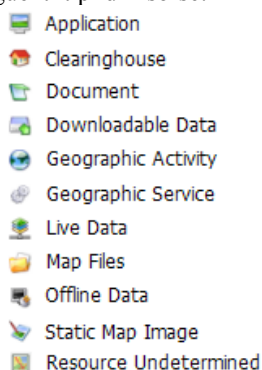 Application
Clearinghouse
Document
Downloadable Data
Geographic Activity
Geographic Service
Live Data
Map Files
Offline Data
Static Map Image
Resource Undetermined